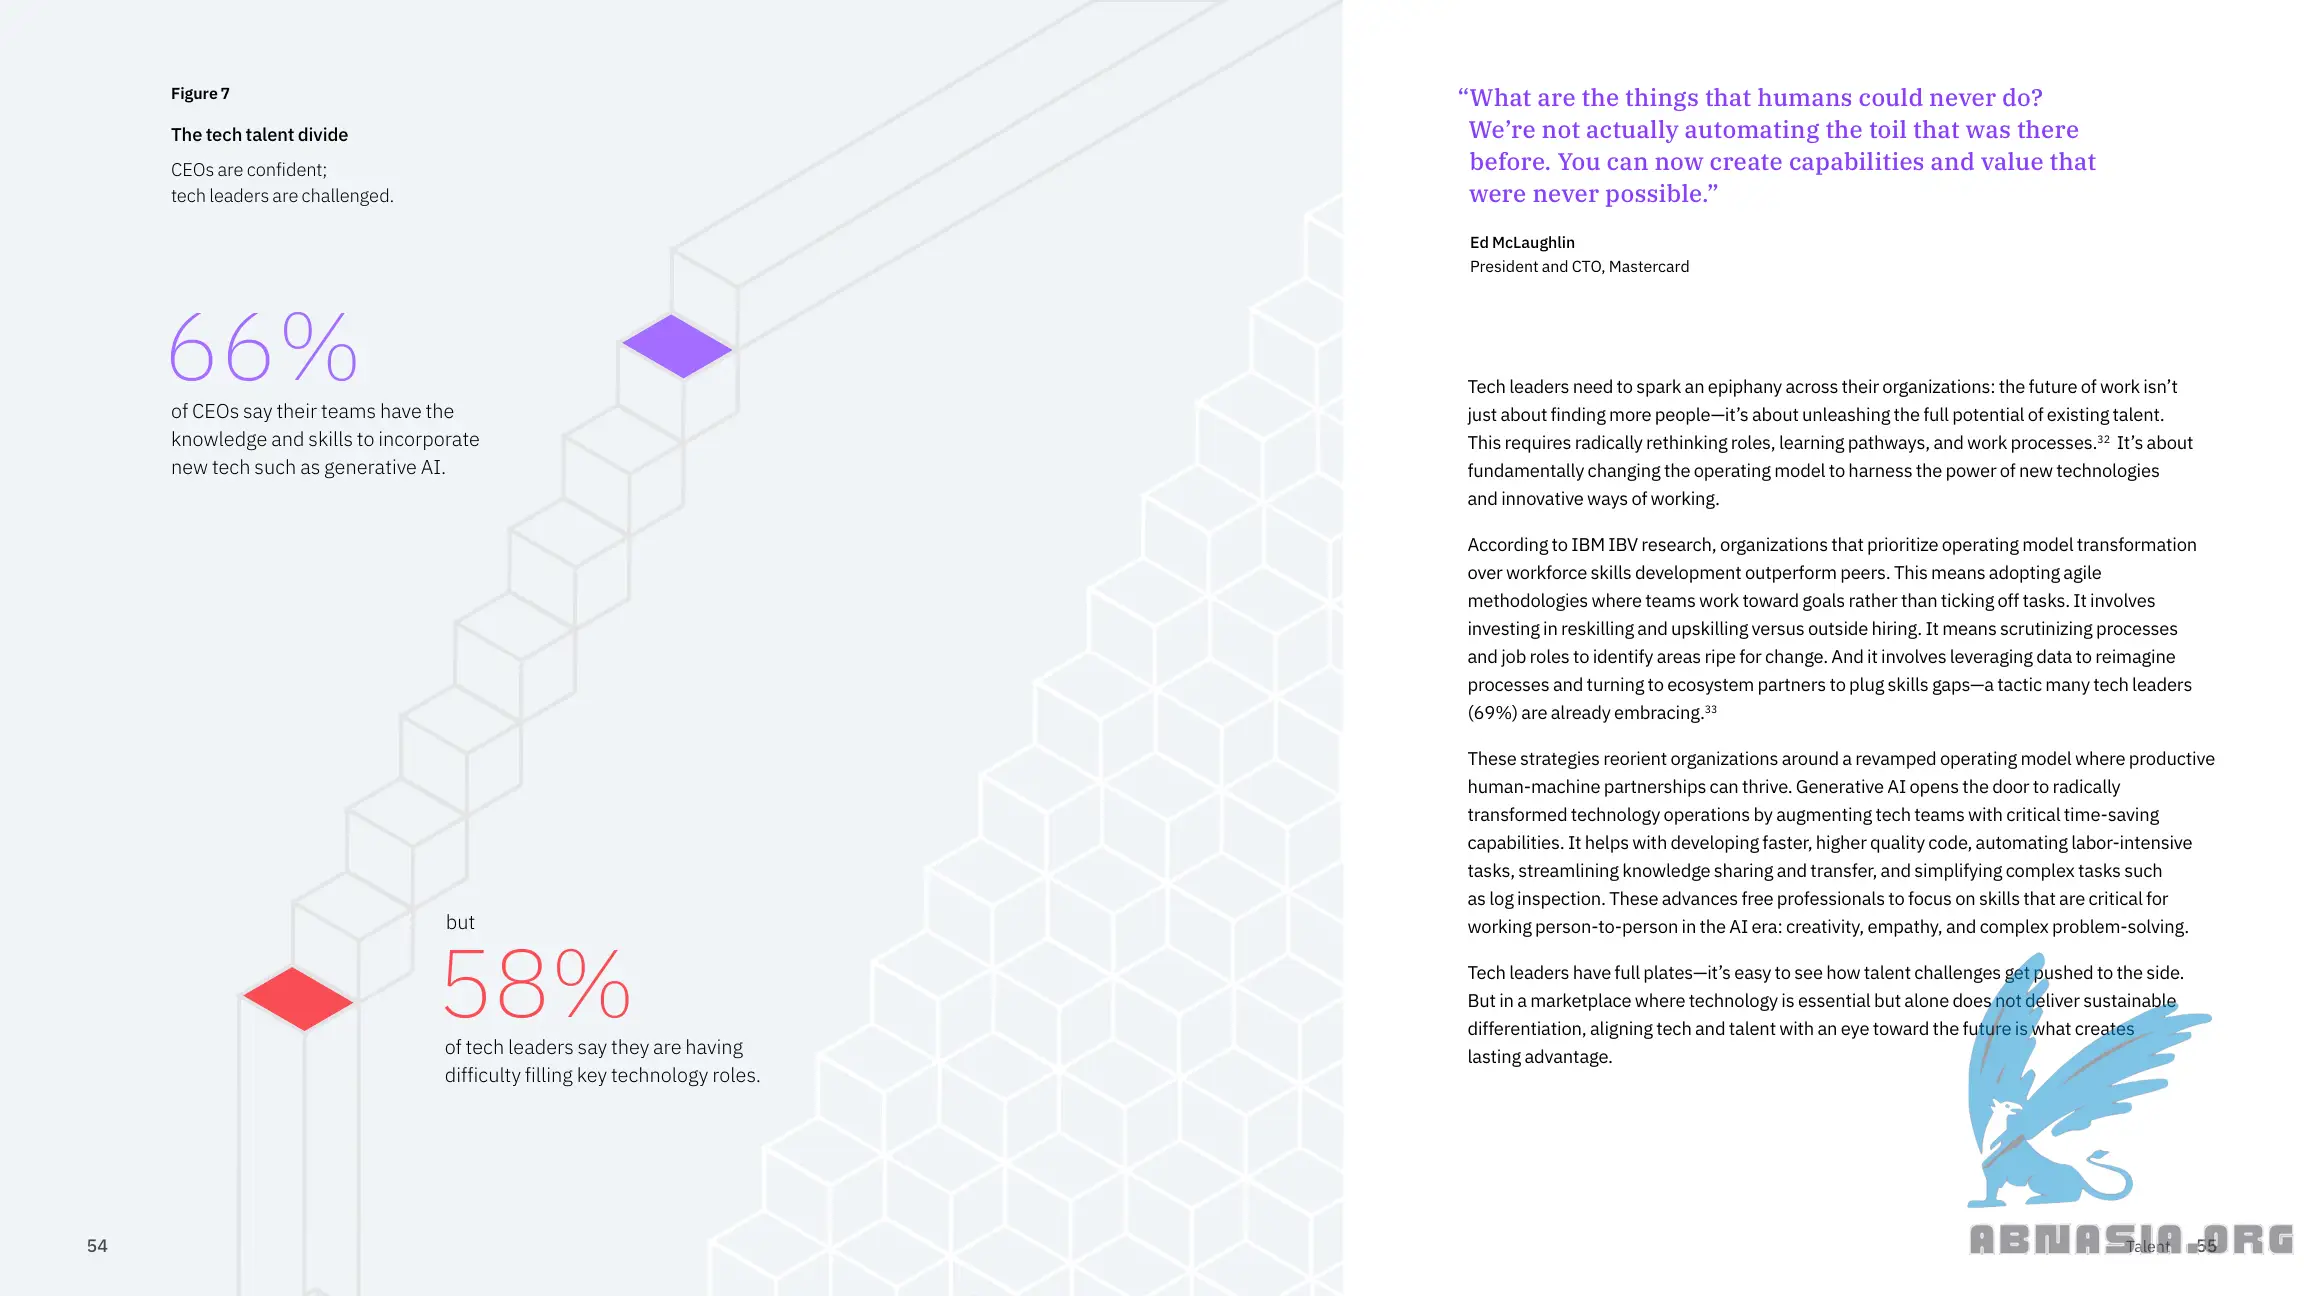 Figure 7
The tech talent divide
CEOs are confident;
tech leaders are challenged.
66%
of CEOs say their teams have the
knowledge and skills to incorporate
new tech such as generative AI.
but
58%
of tech leaders say they are having
difficulty filling key technology roles.
54
“What are the things that humans could never do?
We’re not actually automating the toil that was there
before. You can now create capabilities and value that
were never possible.”
Ed McLaughlin
President and CTO, Mastercard
Tech leaders need to spark an epiphany across their organizations: the future of work isn’t
just about finding more people—it’s about unleashing the full potential of existing talent.
This requires radically rethinking roles, learning pathways, and work processes.³² It’s about
fundamentally changing the operating model to harness the power of new technologies
and innovative ways of working.
According to IBM IBV research, organizations that prioritize operating model transformation
over workforce skills development outperform peers. This means adopting agile
methodologies where teams work toward goals rather than ticking off tasks. It involves
investing in reskilling and upskilling versus outside hiring. It means scrutinizing processes
and job roles to identify areas ripe for change. And it involves leveraging data to reimagine
processes and turning to ecosystem partners to plug skills gaps—a tactic many tech leaders
(69%) are already embracing.³³
These strategies reorient organizations around a revamped operating model where productive
human-machine partnerships can thrive. Generative AI opens the door to radically
transformed technology operations by augmenting tech teams with critical time-saving
capabilities. It helps with developing faster, higher quality code, automating labor-intensive
tasks, streamlining knowledge sharing and transfer, and simplifying complex tasks such
as log inspection. These advances free professionals to focus on skills that are critical for
working person-to-person in the AI era: creativity, empathy, and complex problem-solving.
Tech leaders have full plates—it’s easy to see how talent challenges get pushed to the side.
But in a marketplace where technology is essential but alone does not deliver sustainable
differentiation, aligning tech and talent with an eye toward the future is what creates
lasting advantage.
ABNASIA.ORG
Talent 55